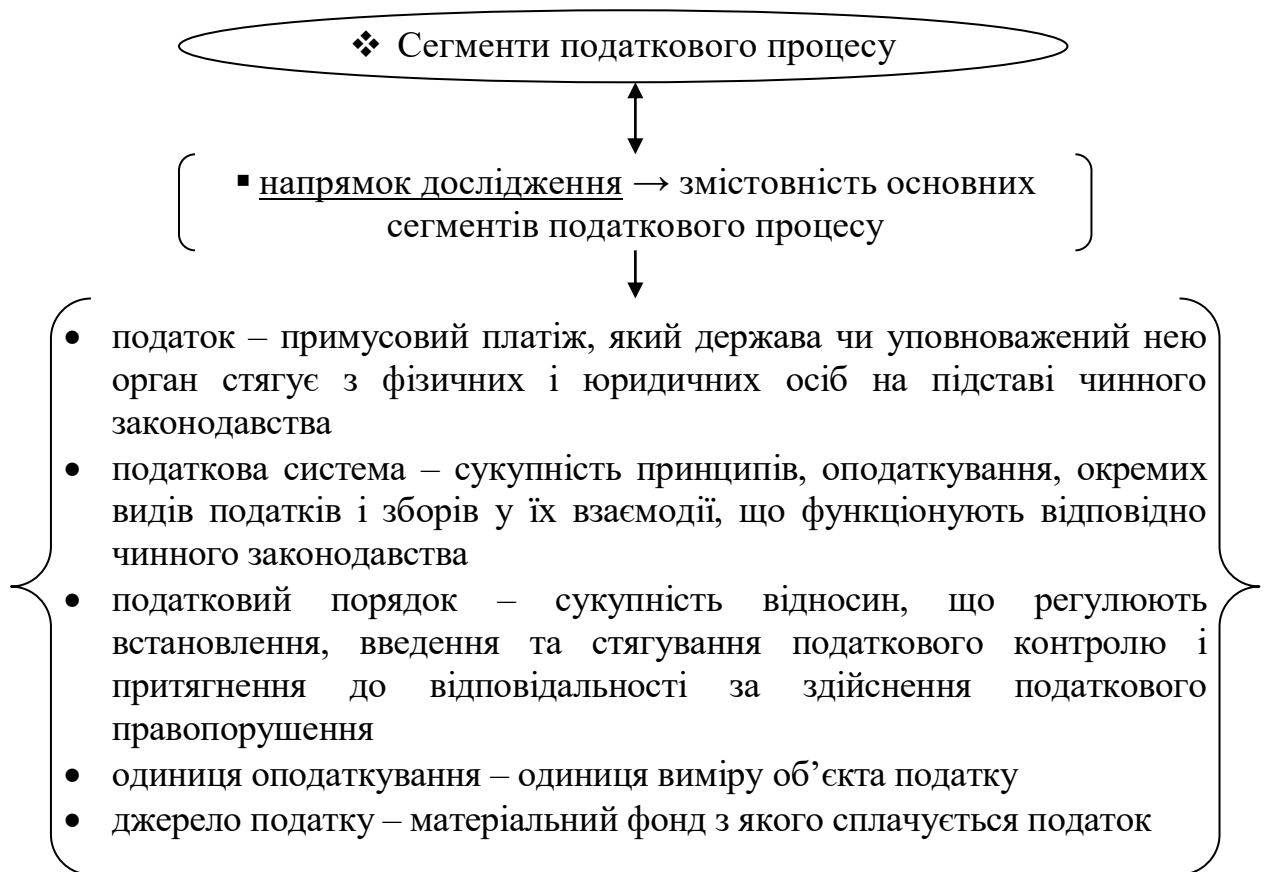 ❖ Сегменти податкового процесу
▪ напрямок дослідження → змістовність основних
сегментів податкового процесу
• податок – примусовий платіж, який держава чи уповноважений нею
орган стягує з фізичних і юридичних осіб на підставі чинного
законодавства
• податкова система – сукупність принципів, оподаткування, окремих
видів податків і зборів у їх взаємодії, що функціонують відповідно
чинного законодавства
• податковий порядок – сукупність відносин, що регулюють
встановлення, введення та стягування податкового контролю і
притягнення до відповідальності за здійснення податкового
правопорушення
• одиниця оподаткування – одиниця виміру об’єкта податку
• джерело податку – матеріальний фонд з якого сплачується податок